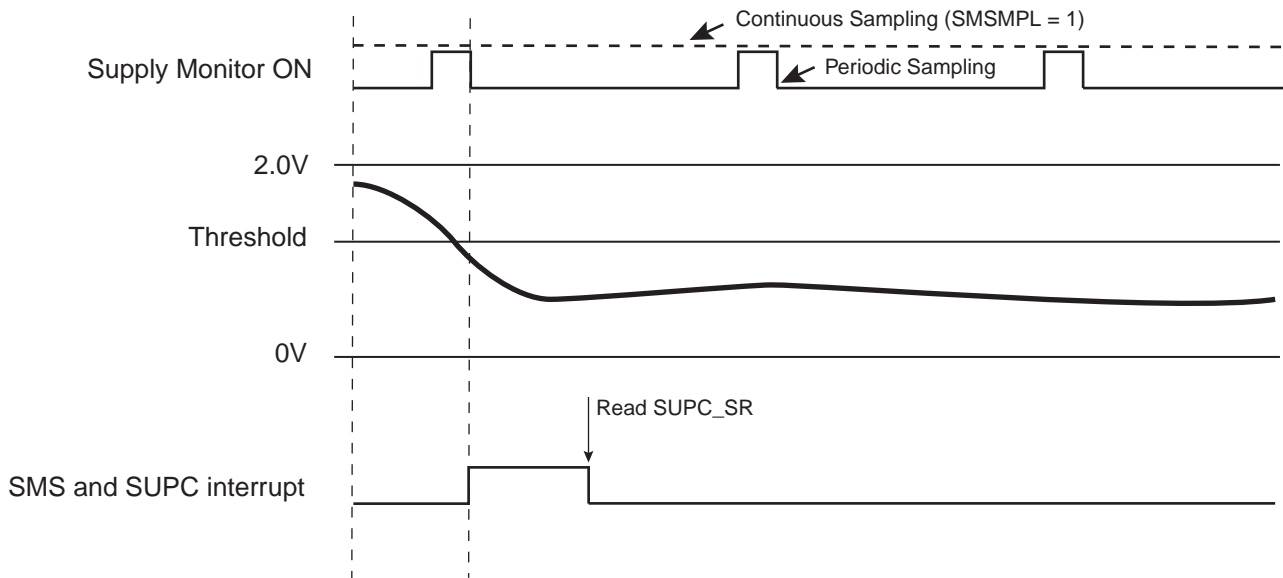 Continuous Sampling (SMSMPL = 1)
Supply Monitor ON
Periodic Sampling
2.0V
Threshold
0V
Read SUPC_SR
SMS and SUPC interrupt